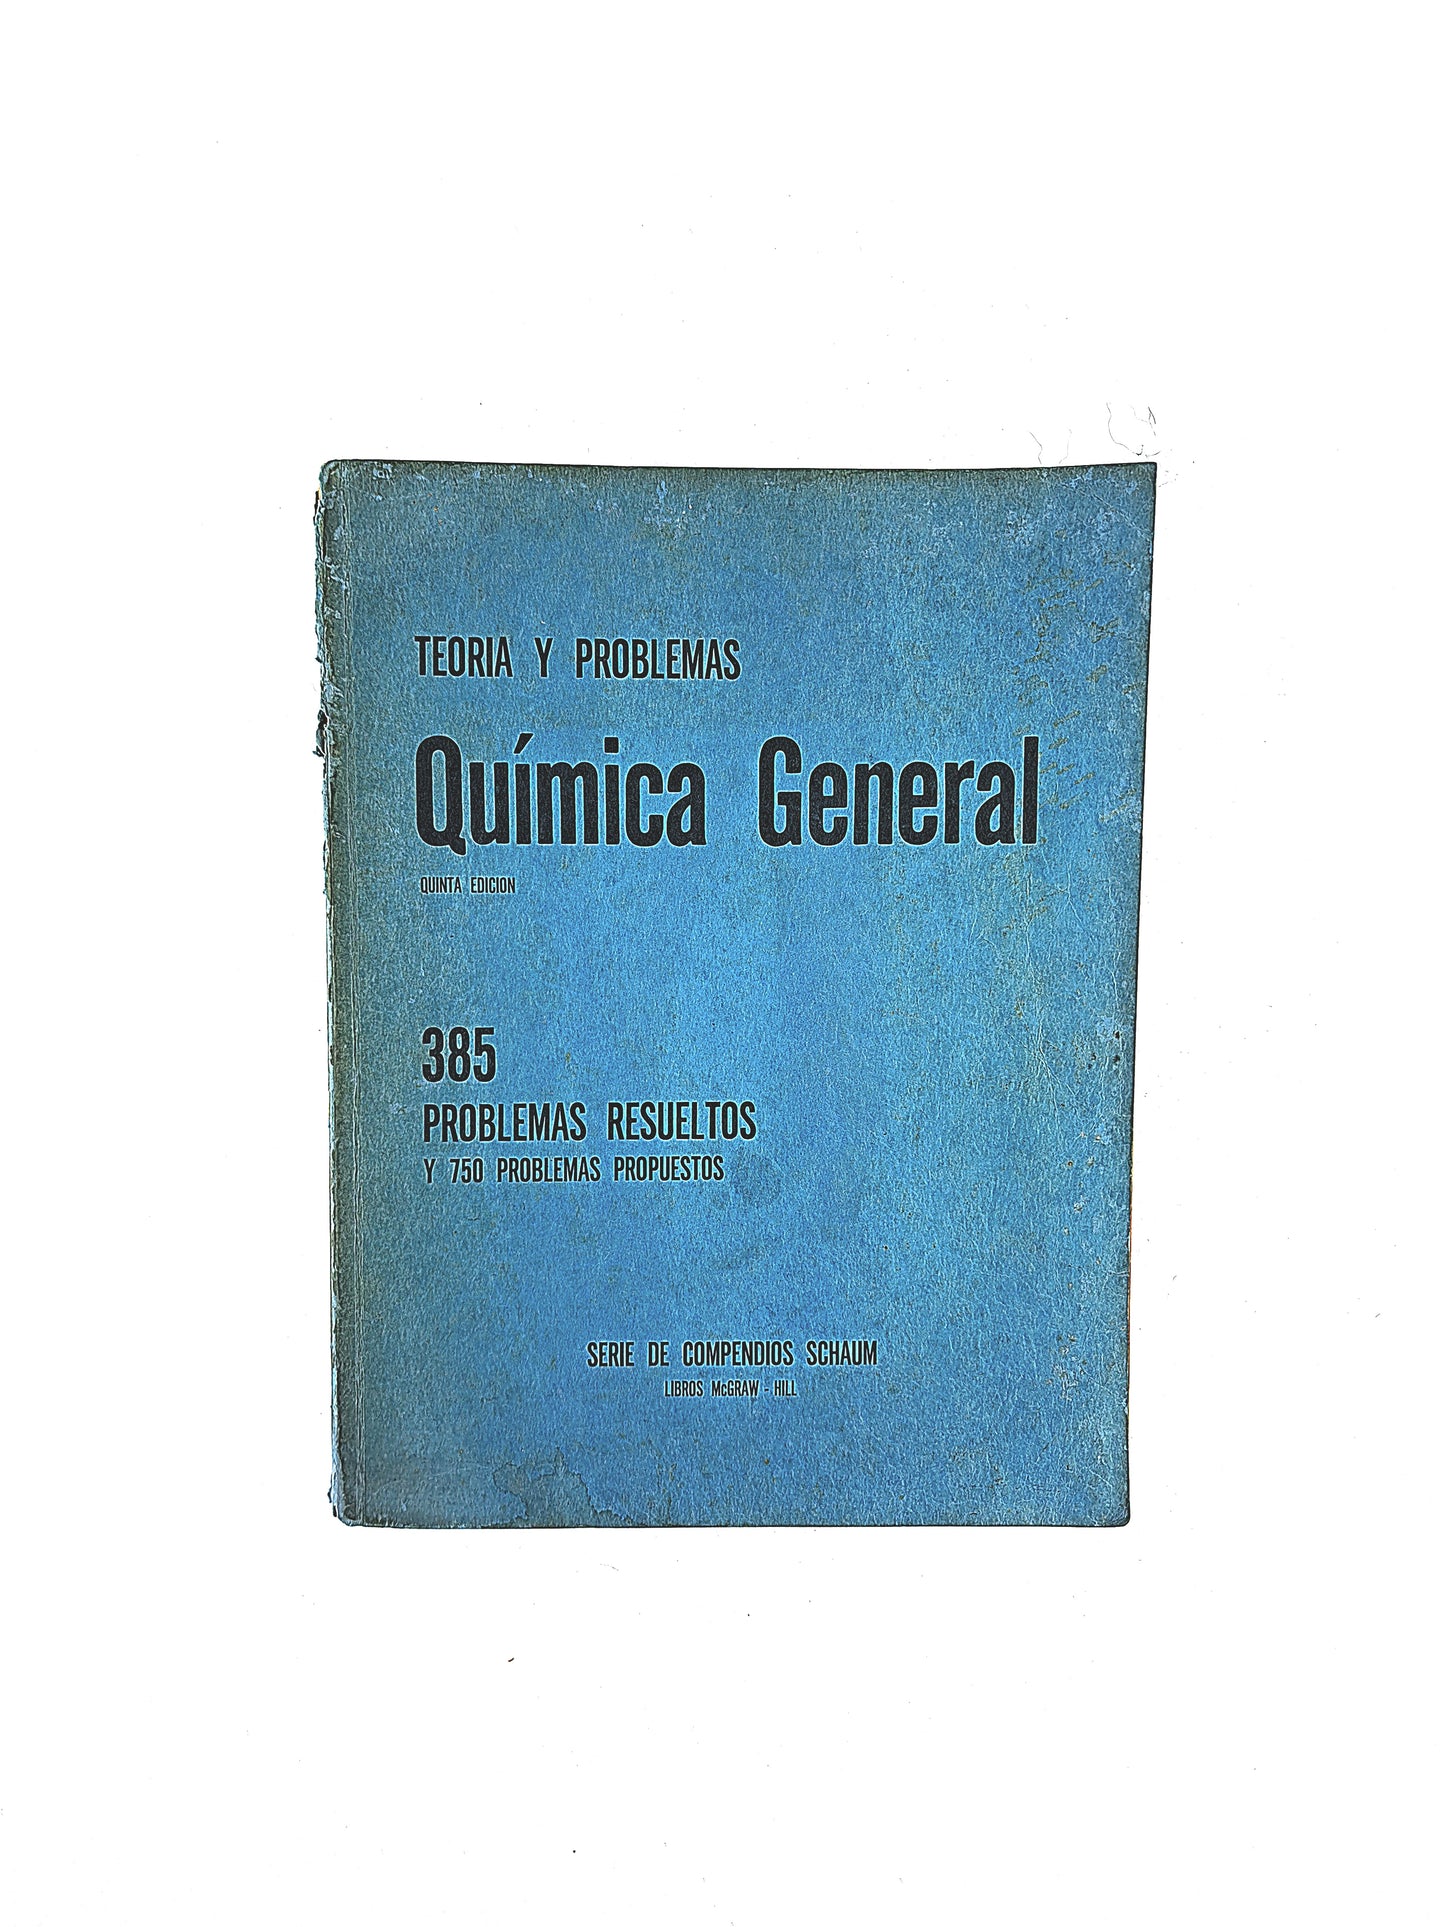 TEORIA Y PROBLEMAS
Química General
QUINTA EDICION
385
PROBLEMAS RESUELTOS
Y 750 PROBLEMAS PROPUESTOS
SERIE DE COMPENDIOS SCHAUM
LIBROS McGRAW - HILL